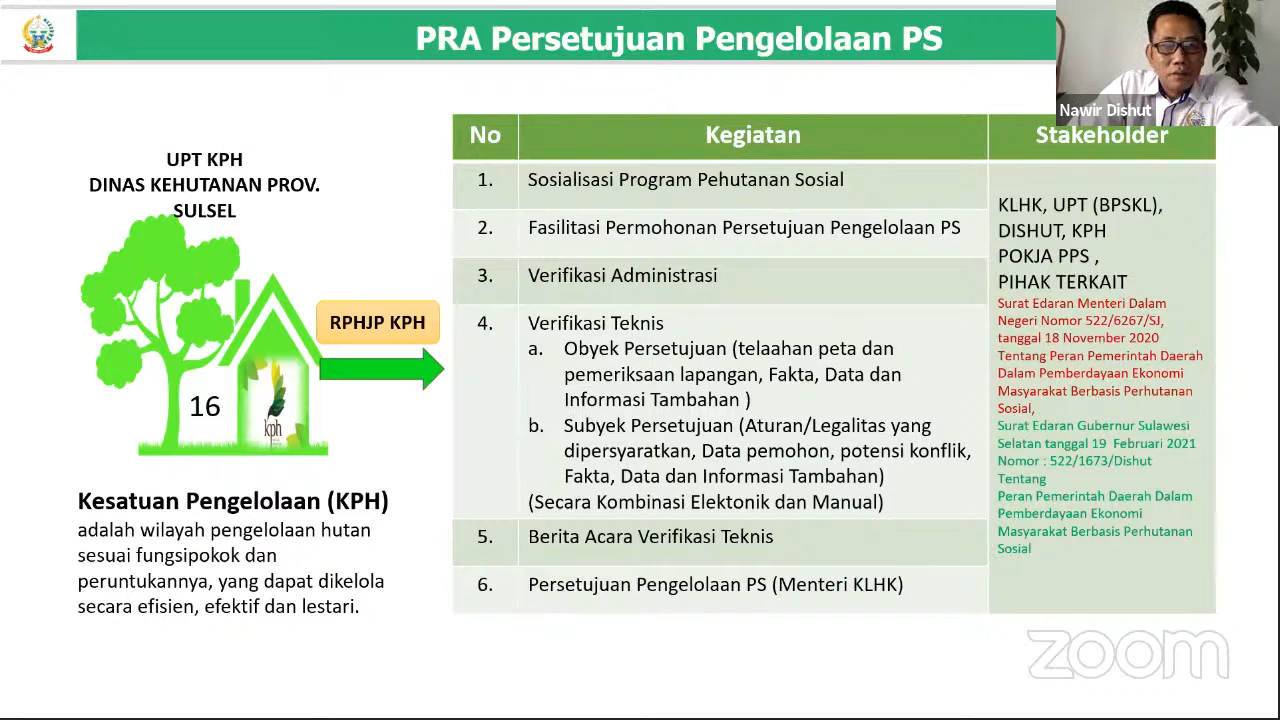 PRA Persetujuan Pengelolaan PS
Nawir Dishut
UPT KPH
DINAS KEHUTANAN PROV.
SULSEL
RPHJP KPH
16
kph
Kesatuan Pengelolaan (KPH)
adalah wilayah pengelolaan hutan
sesuai fungsipokok dan
peruntukannya, yang dapat dikelola
secara efisien, efektif dan lestari.
No Kegiatan Stakeholder
1. Sosialisasi Program Pehutanan Sosial
2. Fasilitasi Permohonan Persetujuan Pengelolaan PS
3. Verifikasi Administrasi
4. Verifikasi Teknis
a. Obyek Persetujuan (telaahan peta dan
pemeriksaan lapangan, Fakta, Data dan
Informasi Tambahan )
b. Subyek Persetujuan (Aturan/Legalitas yang
dipersyaratkan, Data pemohon, potensi konflik,
Fakta, Data dan Informasi Tambahan)
(Secara Kombinasi Elektonik dan Manual)
5. Berita Acara Verifikasi Teknis
6. Persetujuan Pengelolaan PS (Menteri KLHK)
KLHK, UPT (BPSKL),
DISHUT, KPH
POKJA PPS ,
PIHAK TERKAIT
Surat Edaran Menteri Dalam
Negeri Nomor 522/6267/SJ,
tanggal 18 November 2020
Tentang Peran Pemerintah Daerah
Dalam Pemberdayaan Ekonomi
Masyarakat Berbasis Perhutanan
Sosial,
Surat Edaran Gubernur Sulawesi
Selatan tanggal 19 Februari 2021
Nomor : 522/1673/Dishut
Tentang
Peran Pemerintah Daerah Dalam
Pemberdayaan Ekonomi
Masyarakat Berbasis Perhutanan
Sosial
zoom